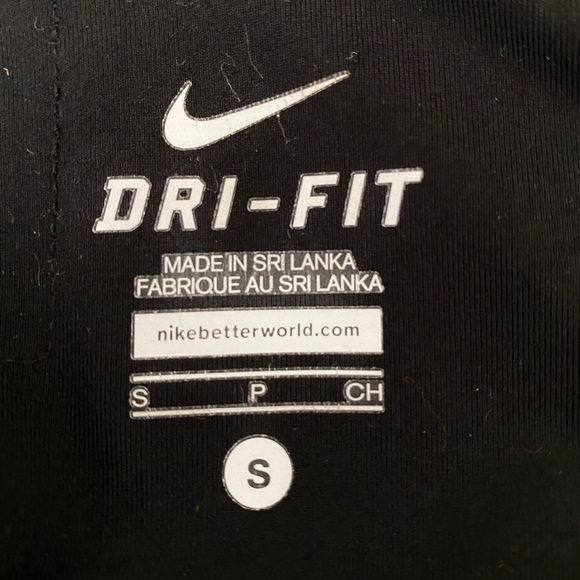 DRI-FIT
MADE IN SRI LANKA
FABRIQUE AU SRI LANKA
nikebetterworld.com
S P CH
S